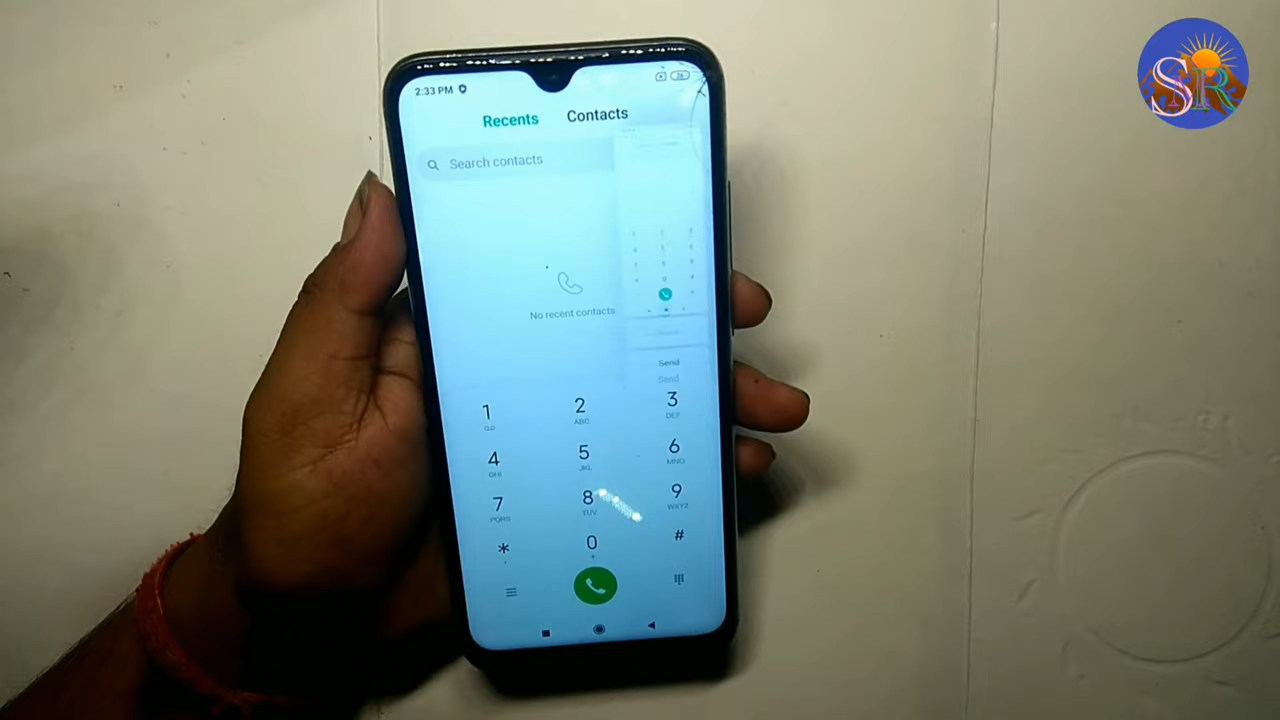 2:33 PM
Recents Contacts
Search contacts
No recent contacts
Send
Send
1 2 3
ABC DEF
4 5 6
GHI JKL MNO
7 8 9
PQRS TUV WXYZ
* 0 #
+
SR